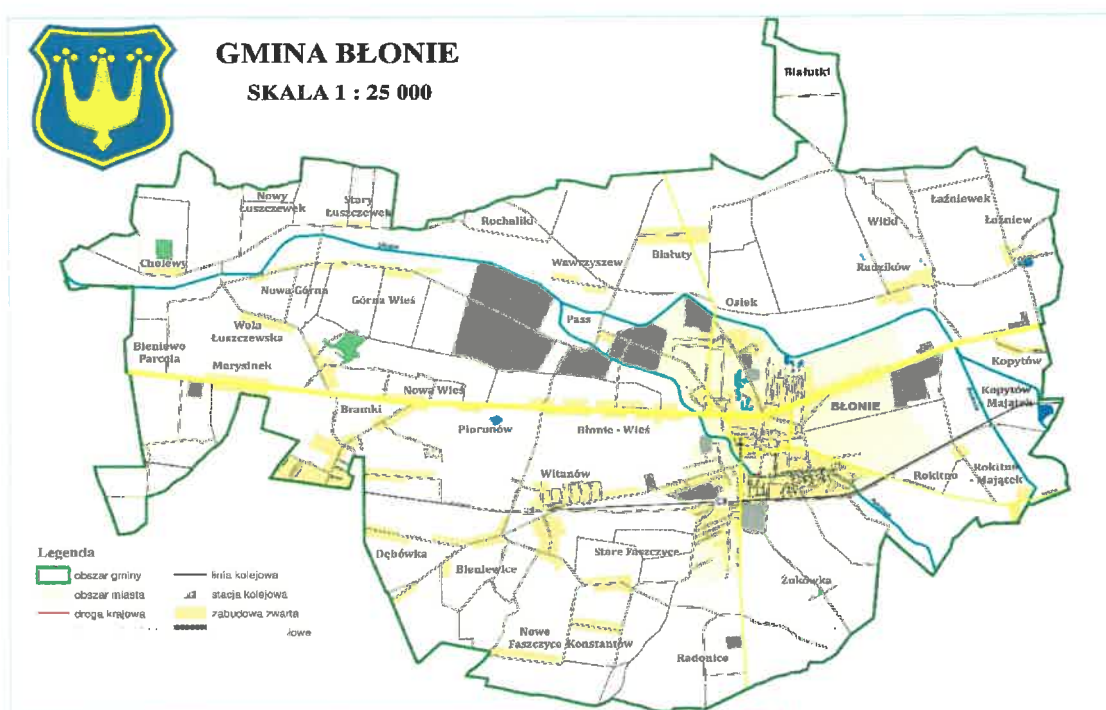 GMINA BŁONIE
SKALA 1 : 25 000
Białutki
Nowy
Łuszczewek
Stary
Łuszczewek
Rochaliki
Witki
Łaźniewek
Łaźniew
Cholewy
Wawrzyszew
Białuty
Radzików
Nowa Górna
Górna Wieś
Osiek
Pass
Bieniewo
Parcela
Wola
Łuszczewska
Marysinek
Kopytów
Kopytów
Majątek
Nowa Wieś
Bramki
BŁONIE
Piorunów
Błonie - Wieś
Witanów
Rokitno
Rokitno
Majątek
Dębówka
Bieniewice
Stare Faszczyce
Żukówka
Nowe
Faszczyce
Konstantów
Radonice
Legenda
obszar gminy
obszar miasta
droga krajowa
linia kolejowa
stacja kolejowa
zabudowa zwarta